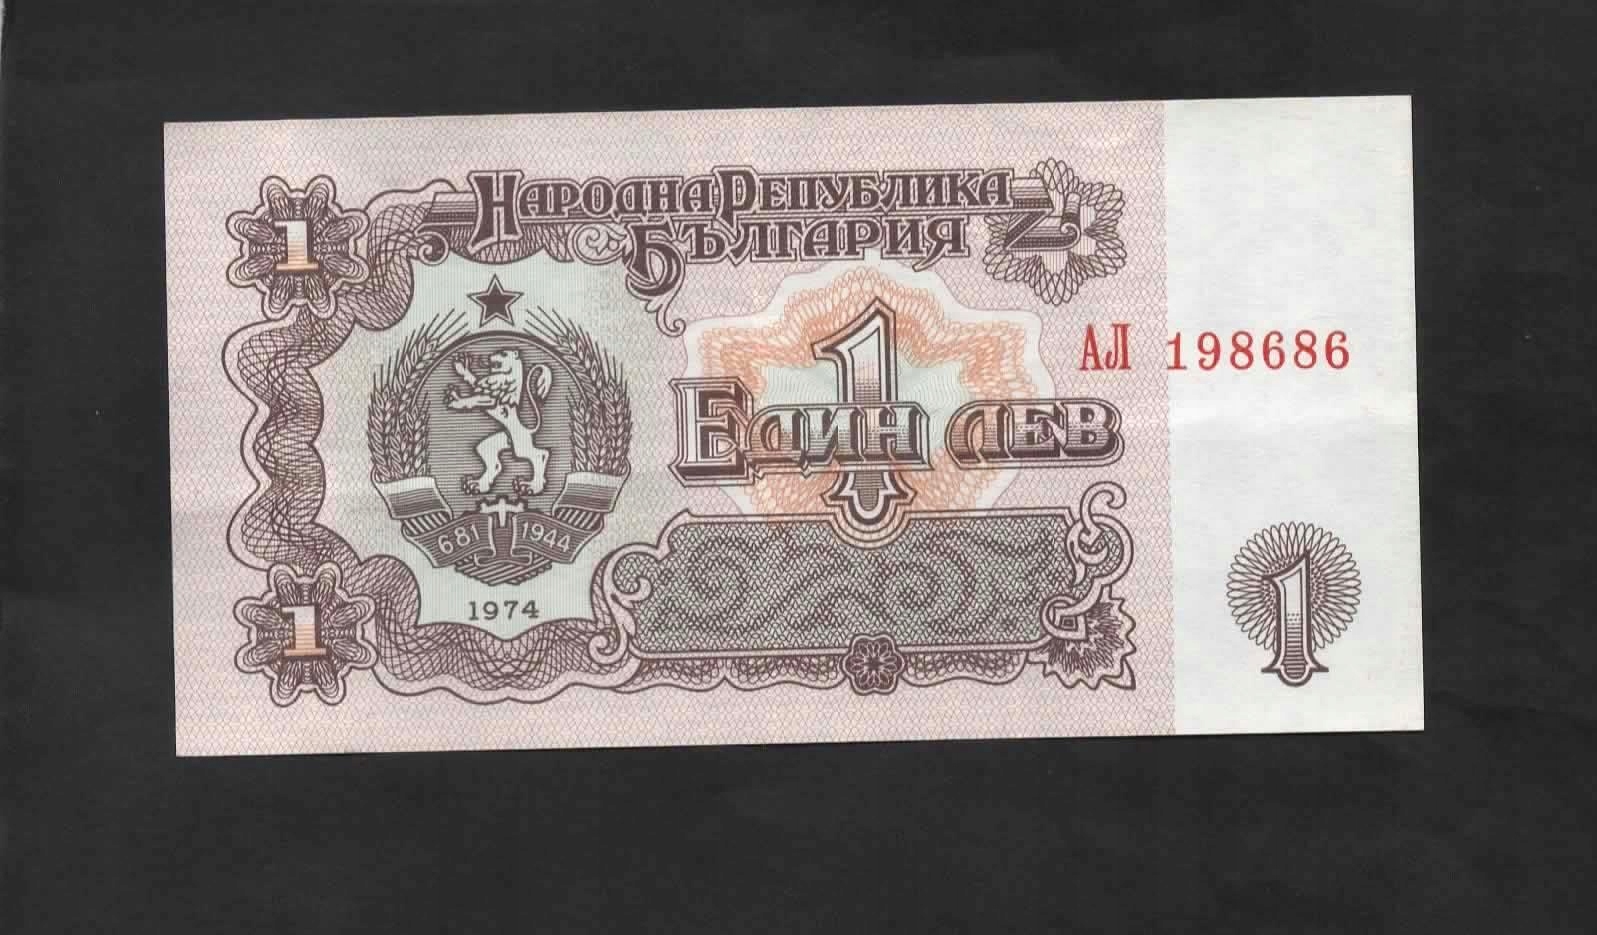 1
НАРОДНА РЕПУБЛИКА
БЪЛГАРИЯ
1
АЛ 198686
ЕДИН ЛЕВ
681 1944
1974
1
1